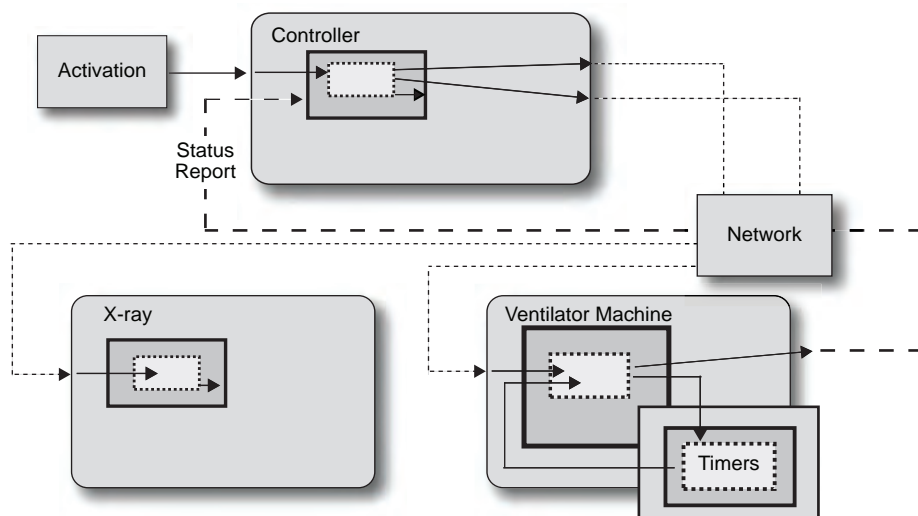 Controller
Activation
Status
Report
Network
X-ray
Ventilator Machine
Timers